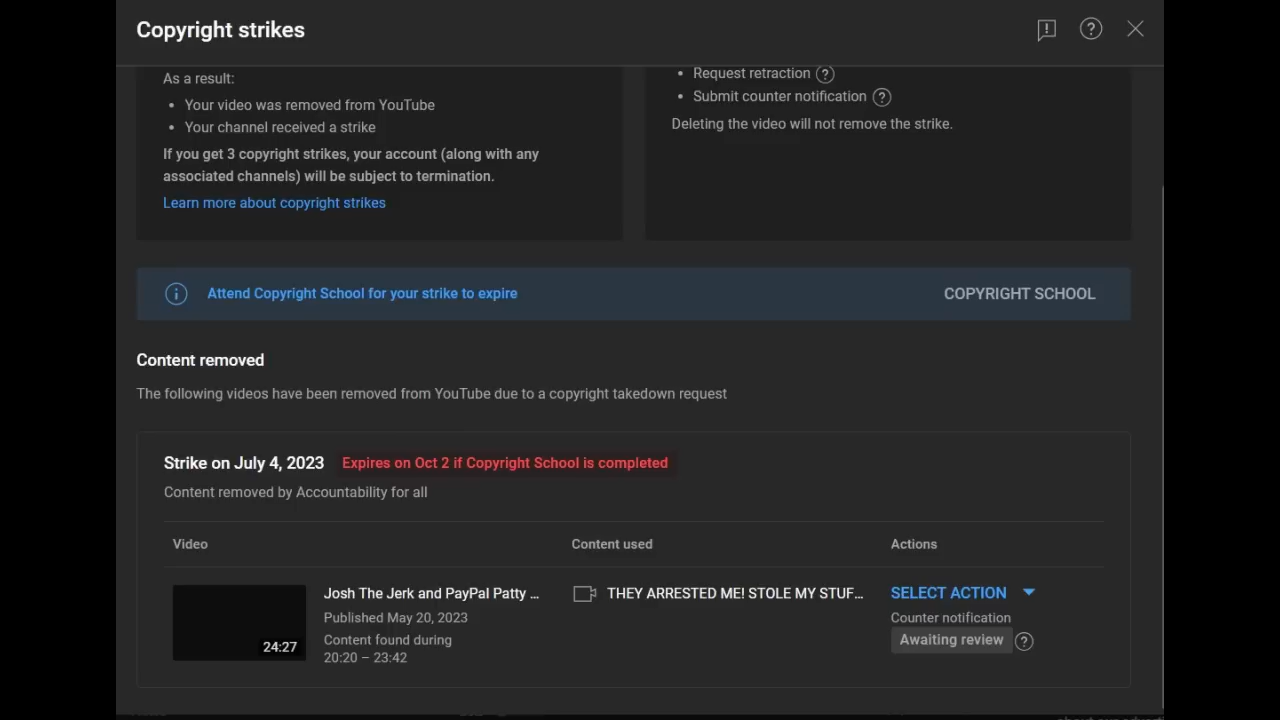 Copyright strikes
As a result:
• Your video was removed from YouTube
• Your channel received a strike
If you get 3 copyright strikes, your account (along with any
associated channels) will be subject to termination.
Learn more about copyright strikes
• Request retraction
• Submit counter notification
Deleting the video will not remove the strike.
Attend Copyright School for your strike to expire
COPYRIGHT SCHOOL
Content removed
The following videos have been removed from YouTube due to a copyright takedown request
Strike on July 4, 2023 Expires on Oct 2 if Copyright School is completed
Content removed by Accountability for all
Video Content used Actions
24:27
Josh The Jerk and PayPal Patty ...
Published May 20, 2023
Content found during
20:20 – 23:42
THEY ARRESTED ME! STOLE MY STUF...
SELECT ACTION
Counter notification
Awaiting review